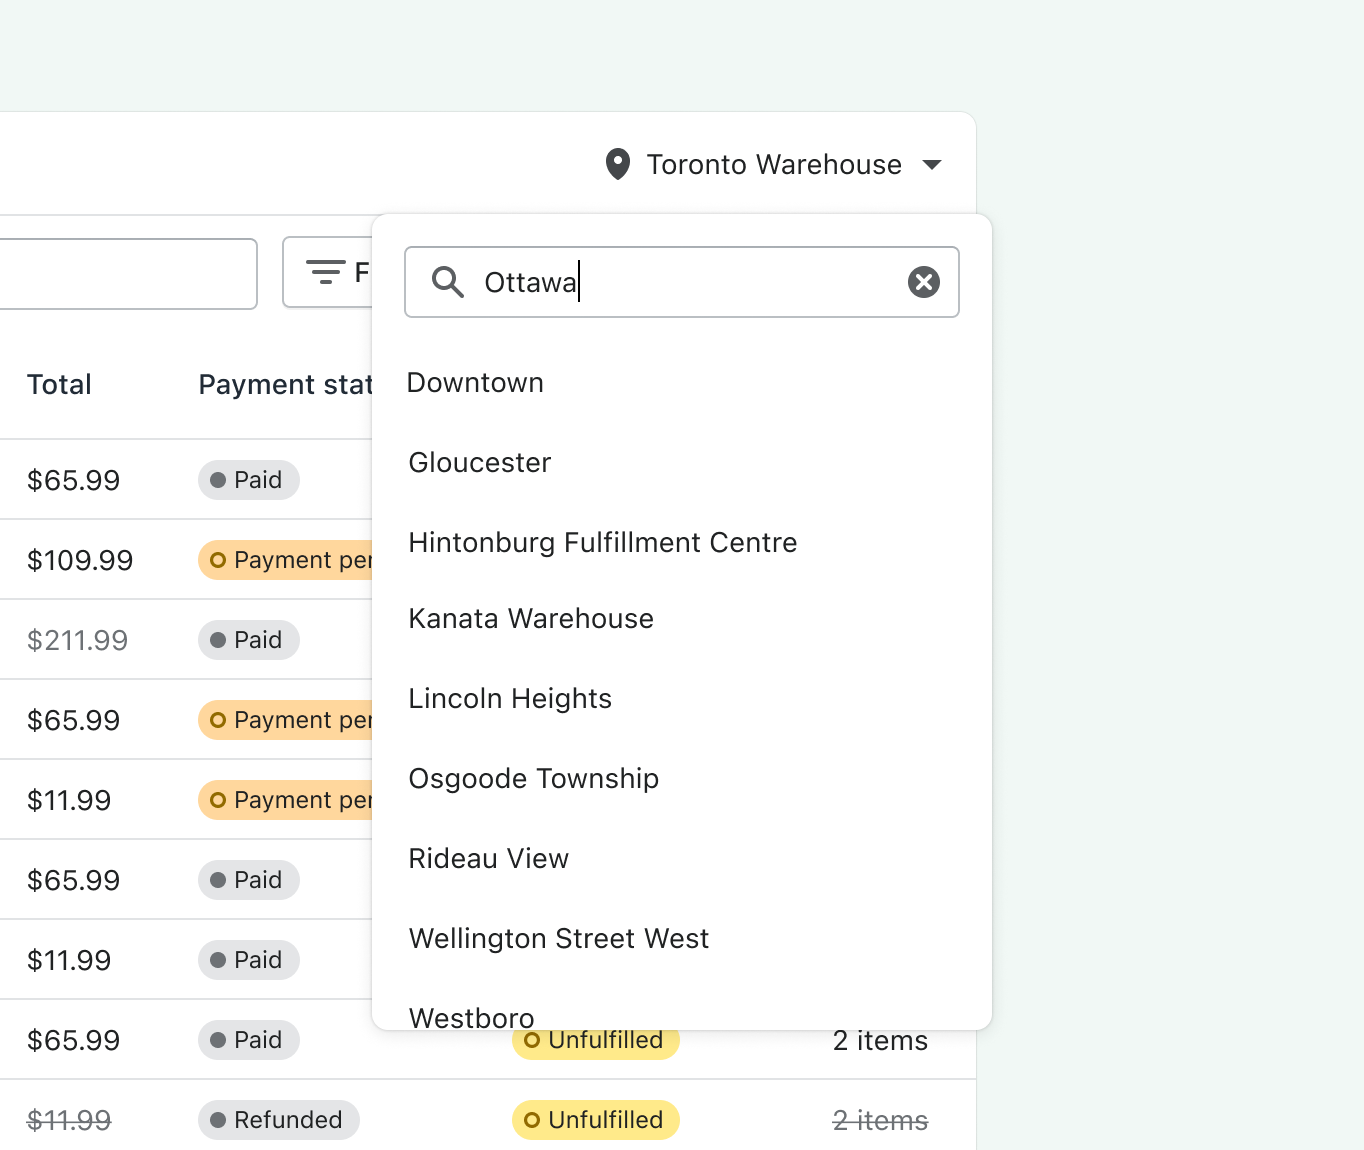 Toronto Warehouse
F
Ottawa
Total
Payment stat
Downtown
Gloucester
$65.99
Paid
Hintonburg Fulfillment Centre
$109.99
Payment per
Kanata Warehouse
$211.99
Paid
Lincoln Heights
$65.99
Payment per
Osgoode Township
$11.99
Payment per
Rideau View
$65.99
Paid
Wellington Street West
$11.99
Paid
Westboro
$65.99
Paid
Unfulfilled
2 items
$11.99
Refunded
Unfulfilled
2 items